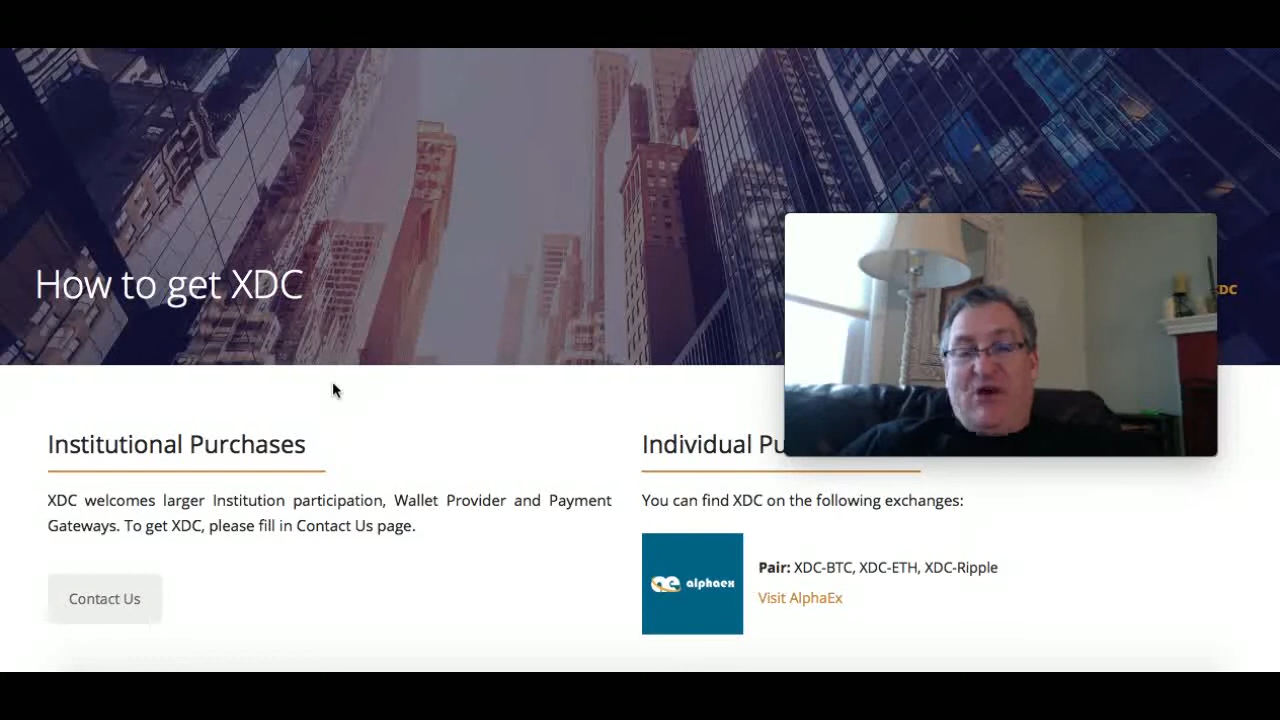 How to get XDC
XDC
Institutional Purchases
XDC welcomes larger Institution participation, Wallet Provider and Payment
Gateways. To get XDC, please fill in Contact Us page.
Contact Us
Individual Pu
You can find XDC on the following exchanges:
ae alphaex
Pair: XDC-BTC, XDC-ETH, XDC-Ripple
Visit AlphaEx